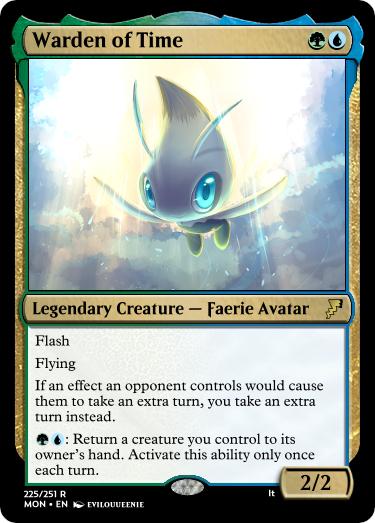 Warden of Time
Legendary Creature — Faerie Avatar
Flash
Flying
If an effect an opponent controls would cause
them to take an extra turn, you take an extra
turn instead.
: Return a creature you control to its
owner's hand. Activate this ability only once
each turn.
2/2
225/251 R
It
MON • EN EVILOUUEENIE